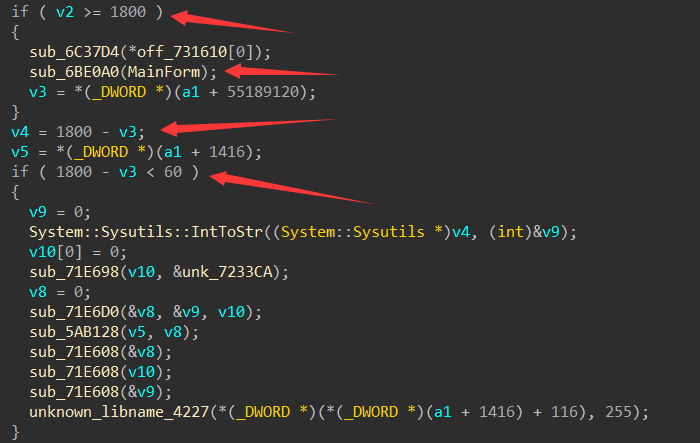 if ( v2 >= 1800 )
{
sub_6C37D4(*off_731610[0]);
sub_6BE0A0(MainForm);
v3 = *(_DWORD *)(a1 + 55189120);
}
v4 = 1800 - v3;
v5 = *(_DWORD *)(a1 + 1416);
if ( 1800 - v3 < 60 )
{
v9 = 0;
System::Sysutils::IntToStr((System::Sysutils *)v4, (int)&v9);
v10[0] = 0;
sub_71E698(v10, &unk_7233CA);
v8 = 0;
sub_71E6D0(&v8, &v9, v10);
sub_5AB128(v5, v8);
sub_71E608(&v8);
sub_71E608(v10);
sub_71E608(&v9);
unknown_libname_4227(*(_DWORD *)(*(_DWORD *)(a1 + 1416) + 116), 255);
}